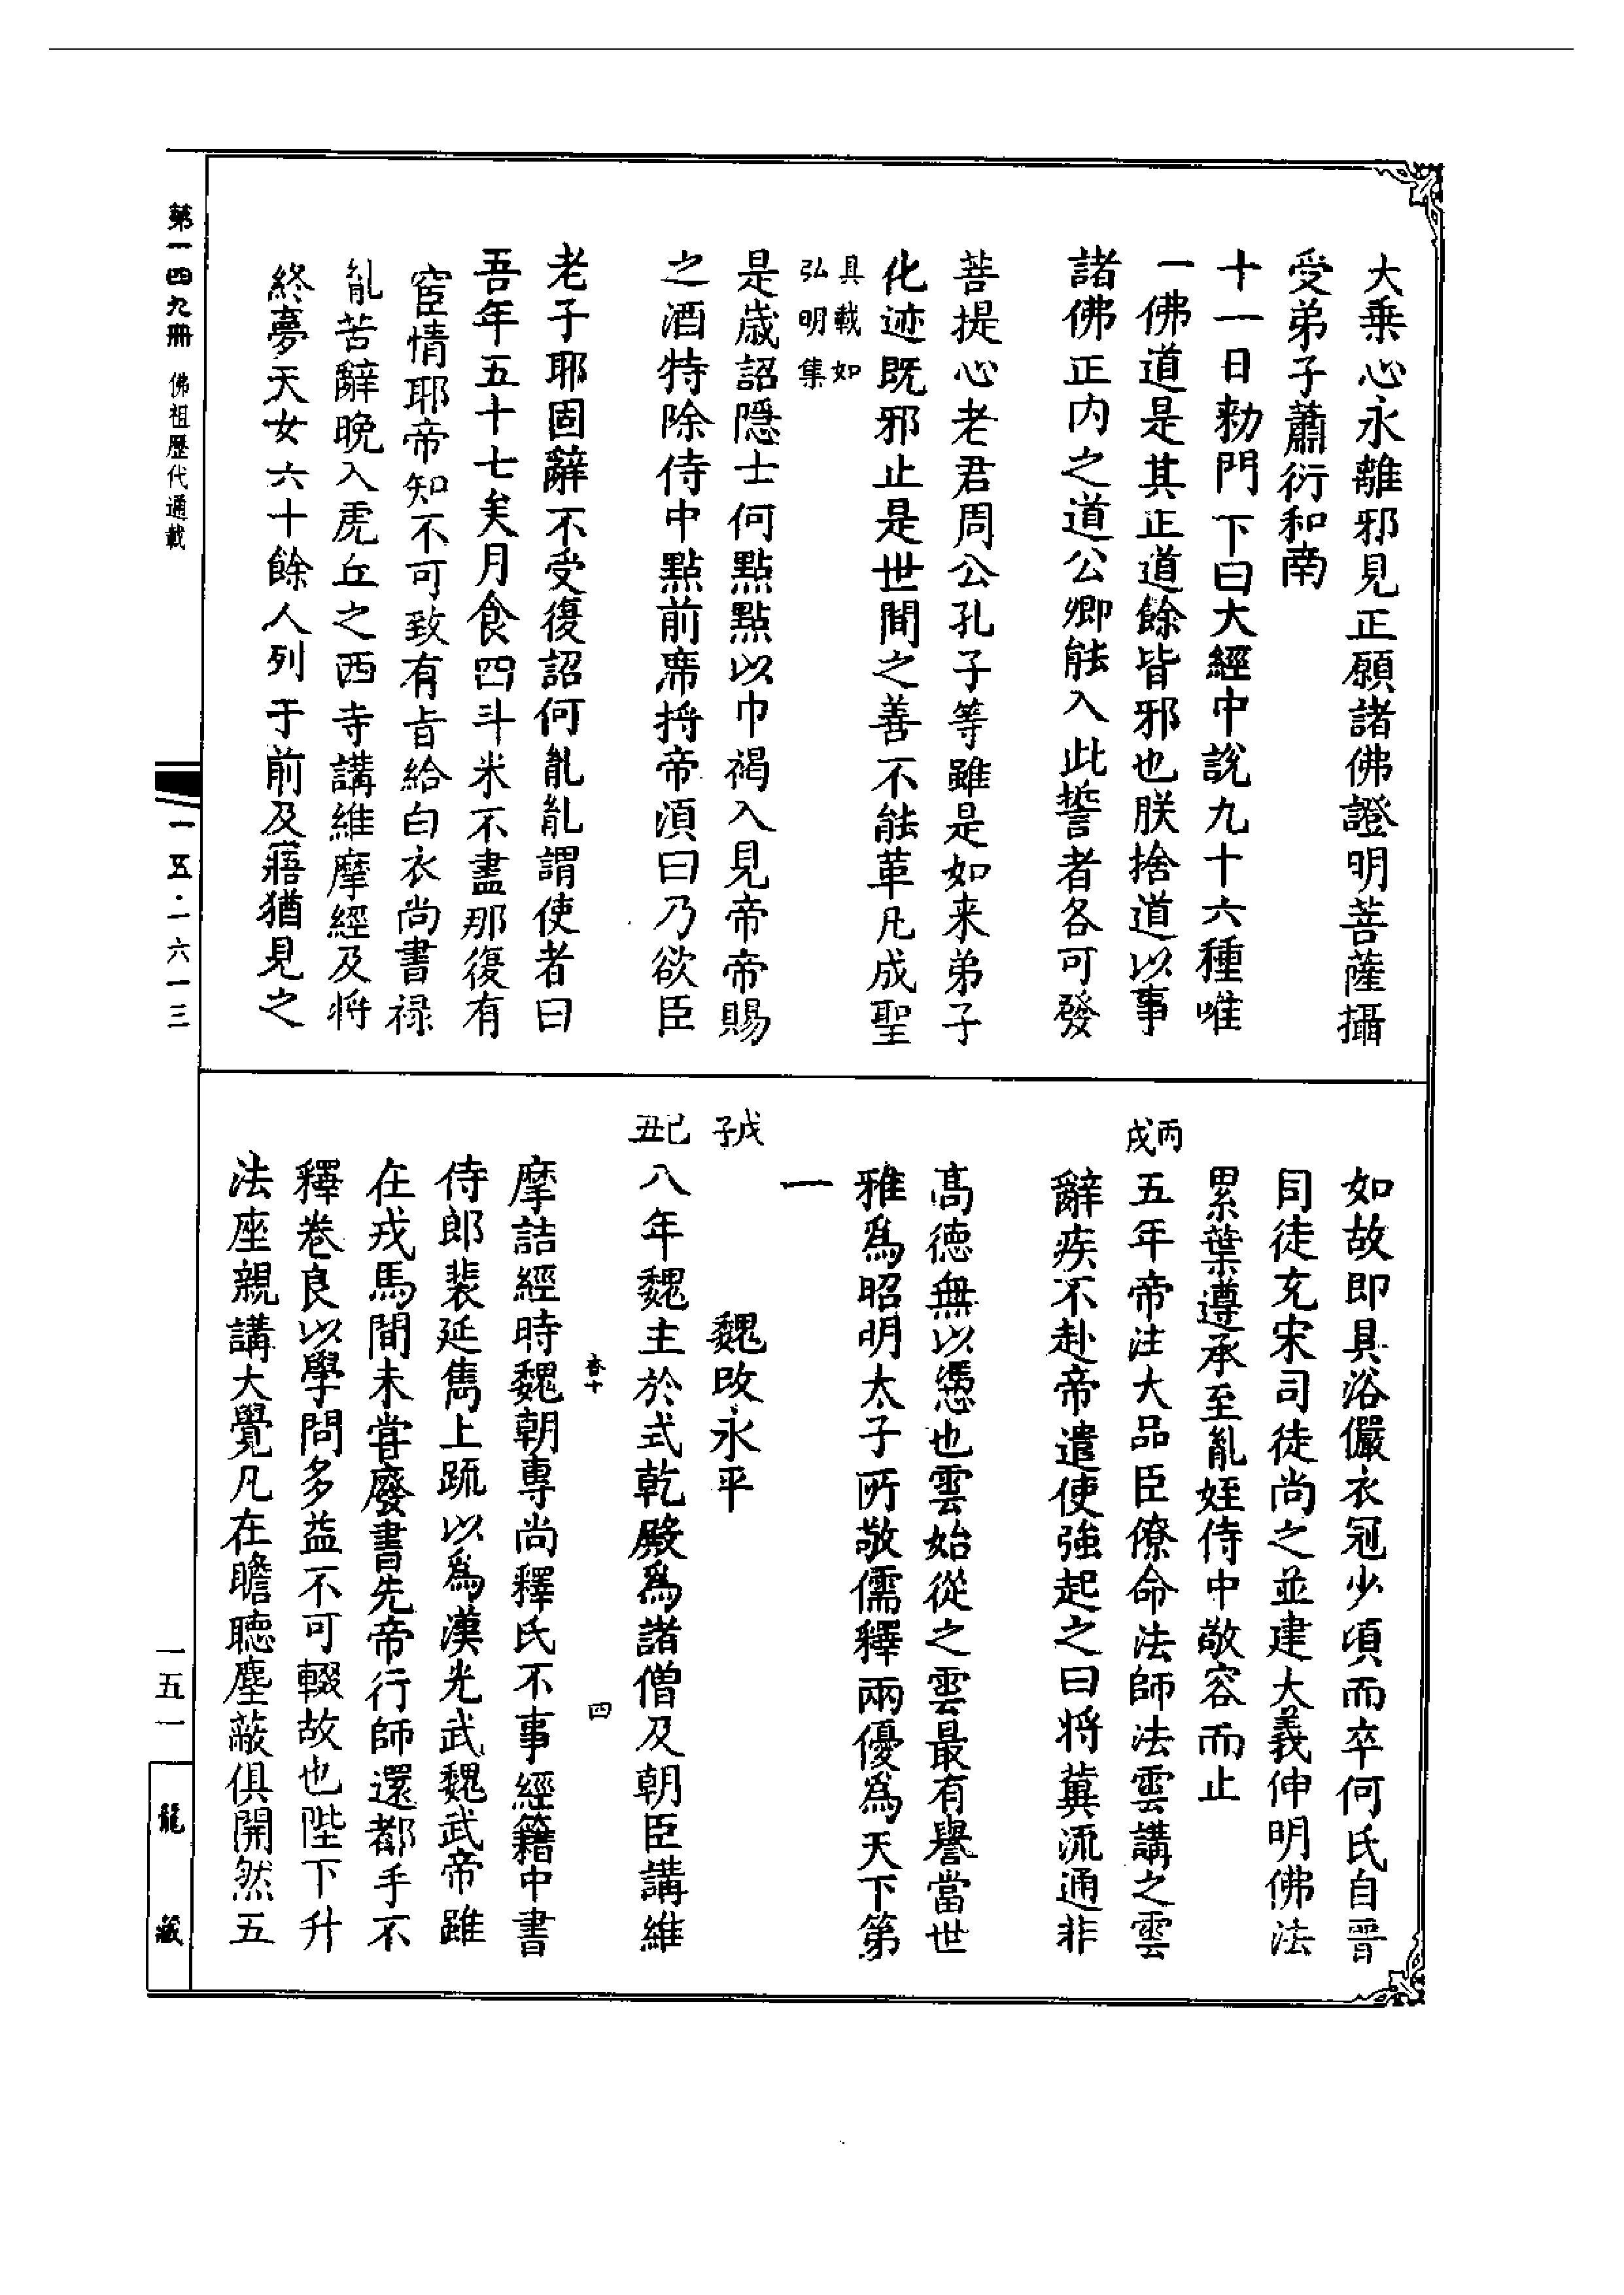 大乗心永離邪見正願諸佛證明菩薩攝
受弟子蕭衍和南
十一日勑門下曰大經中說九十六種唯
一佛道是其正道餘皆邪也朕捨道以事
諸佛正内之道公卿能入此誓者各可發
菩提心老君周公孔子等雖是如来弟子
化迹既邪止是世間之善不能革凡成聖
具載如
弘明集
是歲詔隱士何點點以巾褐入見帝帝賜
之酒特除侍中點前席捋帝湏曰乃欲臣
老子耶固辭不受復詔何胤胤謂使者曰
吾年五十七矣月食四斗米不盡那復有
宦情耶帝知不可致有旨給白衣尚書禄
胤苦辭晚入虎丘之西寺講維摩經及將
終夢天女六十餘人列于前及寤猶見之
如故即具浴儼衣冠少頃而卒何氏自晋
司徒充宋司徒尚之並建大義伸明佛法
累葉遵承至胤姪侍中敬容而止
丙戌
五年帝注大品臣僚命法師法雲講之雲
辭疾不赴帝遣使強起之曰將冀流通非
高德無以憑也雲始從之雲最有譽當世
雅爲昭明太子所敬儒釋兩優爲天下第
一
戊子
魏改永平
己丑
八年魏主於式乾殿爲諸僧及朝臣講維
卷十 四
摩詰經時魏朝專尚釋氏不事經籍中書
侍郎裴延雋上疏以爲漢光武魏武帝雖
在戎馬間未甞廢書先帝行師還都手不
釋卷良以學問多益不可輟故也陛下升
法座親講大覺凡在瞻聴塵蔽俱開然五
第一四九冊 佛祖歷代通載
一五·一六一三
一五一
龍藏